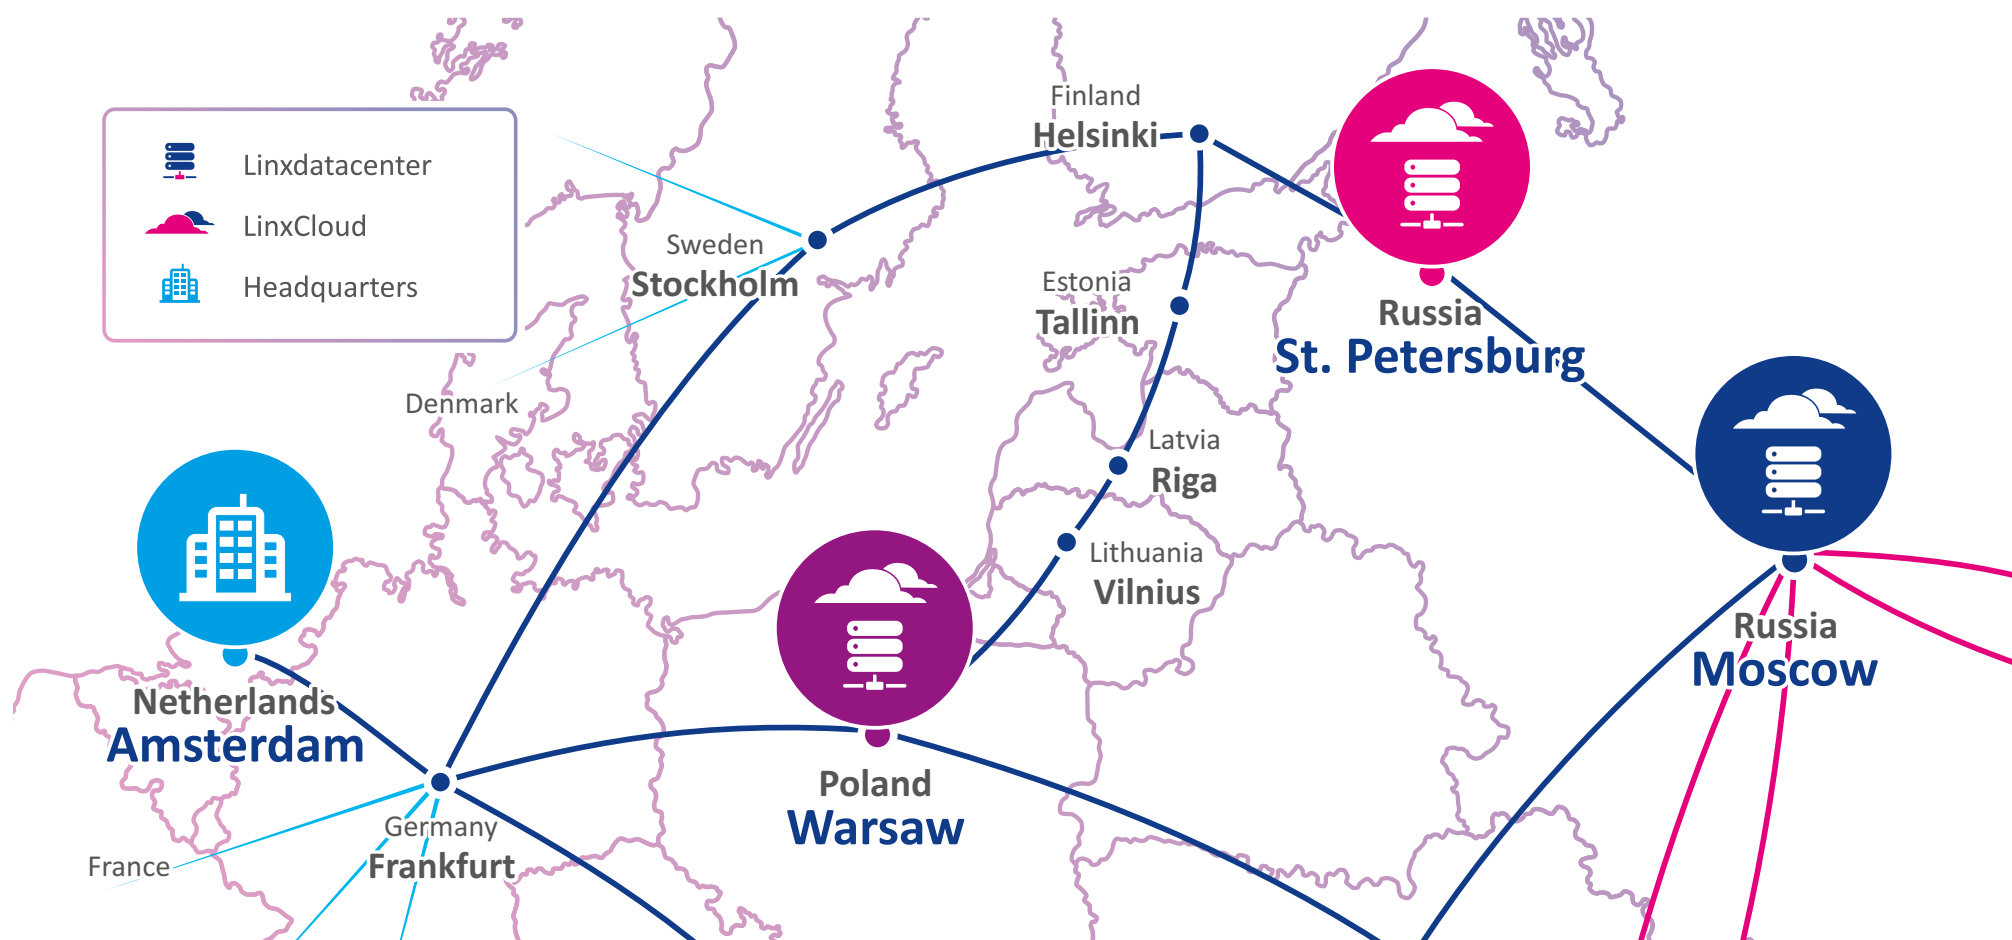 Linxdatacenter
LinxCloud
Headquarters
Finland
Helsinki
Sweden
Stockholm
Estonia
Tallinn
Russia
St. Petersburg
Denmark
Latvia
Riga
Lithuania
Vilnius
Russia
Moscow
Netherlands
Amsterdam
Poland
Warsaw
Germany
Frankfurt
France